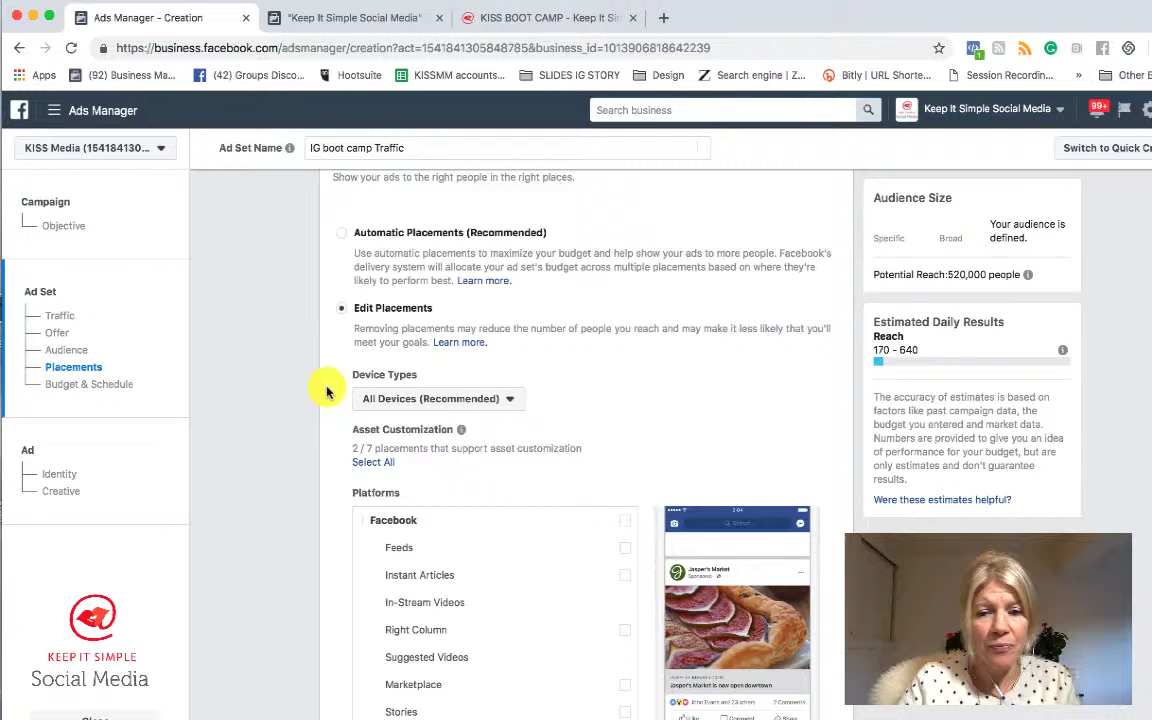 Ads Manager - Creation
"Keep It Simple Social Media"
KISS BOOT CAMP - Keep It Sim
https://business.facebook.com/adsmanager/creation?act=1541841305848785&business_id=1013906818642239
Apps
(92) Business Ma...
(42) Groups Disco...
Hootsuite
KISSMM accounts...
SLIDES IG STORY
Design
Search engine | Z...
Bitly | URL Shorte...
Session Recordin...
»
Other B
Ads Manager
Search business
Keep It Simple Social Media
99+
KISS Media (154184130...
Ad Set Name
IG boot camp Traffic
Switch to Quick Cr
Show your ads to the right people in the right places.
Campaign
Objective
Ad Set
Traffic
Offer
Audience
Placements
Budget & Schedule
Ad
Identity
Creative
KEEP IT SIMPLE
Social Media
Close
Automatic Placements (Recommended)
Use automatic placements to maximize your budget and help show your ads to more people. Facebook's
delivery system will allocate your ad set's budget across multiple placements based on where they're
likely to perform best. Learn more.
Edit Placements
Removing placements may reduce the number of people you reach and may make it less likely that you'll
meet your goals. Learn more.
Device Types
All Devices (Recommended)
Asset Customization
2 / 7 placements that support asset customization
Select All
Platforms
Facebook
Feeds
Instant Articles
In-Stream Videos
Right Column
Suggested Videos
Marketplace
Stories
2:04
Search
Jasper's Market
Sponsored
JASPER'S MARKET.COM
Jasper's Market is now open downtown
John Evans and 23 others
2 Comments
Like
Comment
Share
Audience Size
Specific
Broad
Your audience is
defined.
Potential Reach:520,000 people
Estimated Daily Results
Reach
170 - 640
The accuracy of estimates is based on
factors like past campaign data, the
budget you entered and market data.
Numbers are provided to give you an idea
of performance for your budget, but are
only estimates and don't guarantee
results.
Were these estimates helpful?